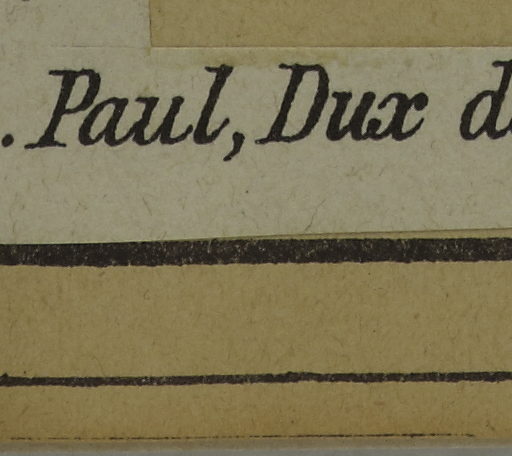 . Paul, Dux d